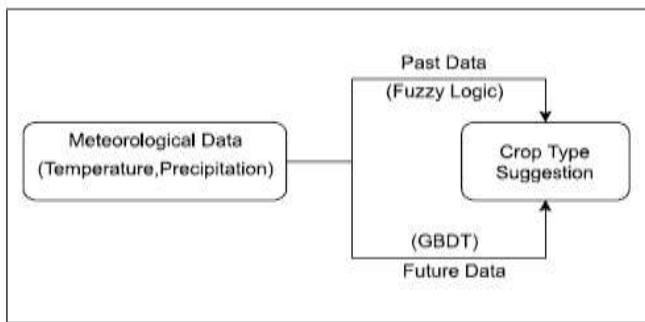 Past Data
(Fuzzy Logic)
Meteorological Data
(Temperature,Precipitation)
Crop Type
Suggestion
(GBDT)
Future Data